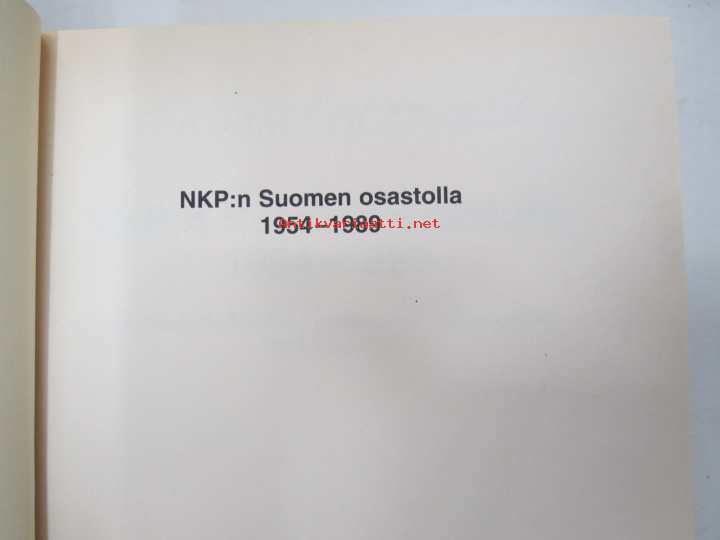 NKP:n Suomen osastolla
1954–1989
Antikvariaatti.net